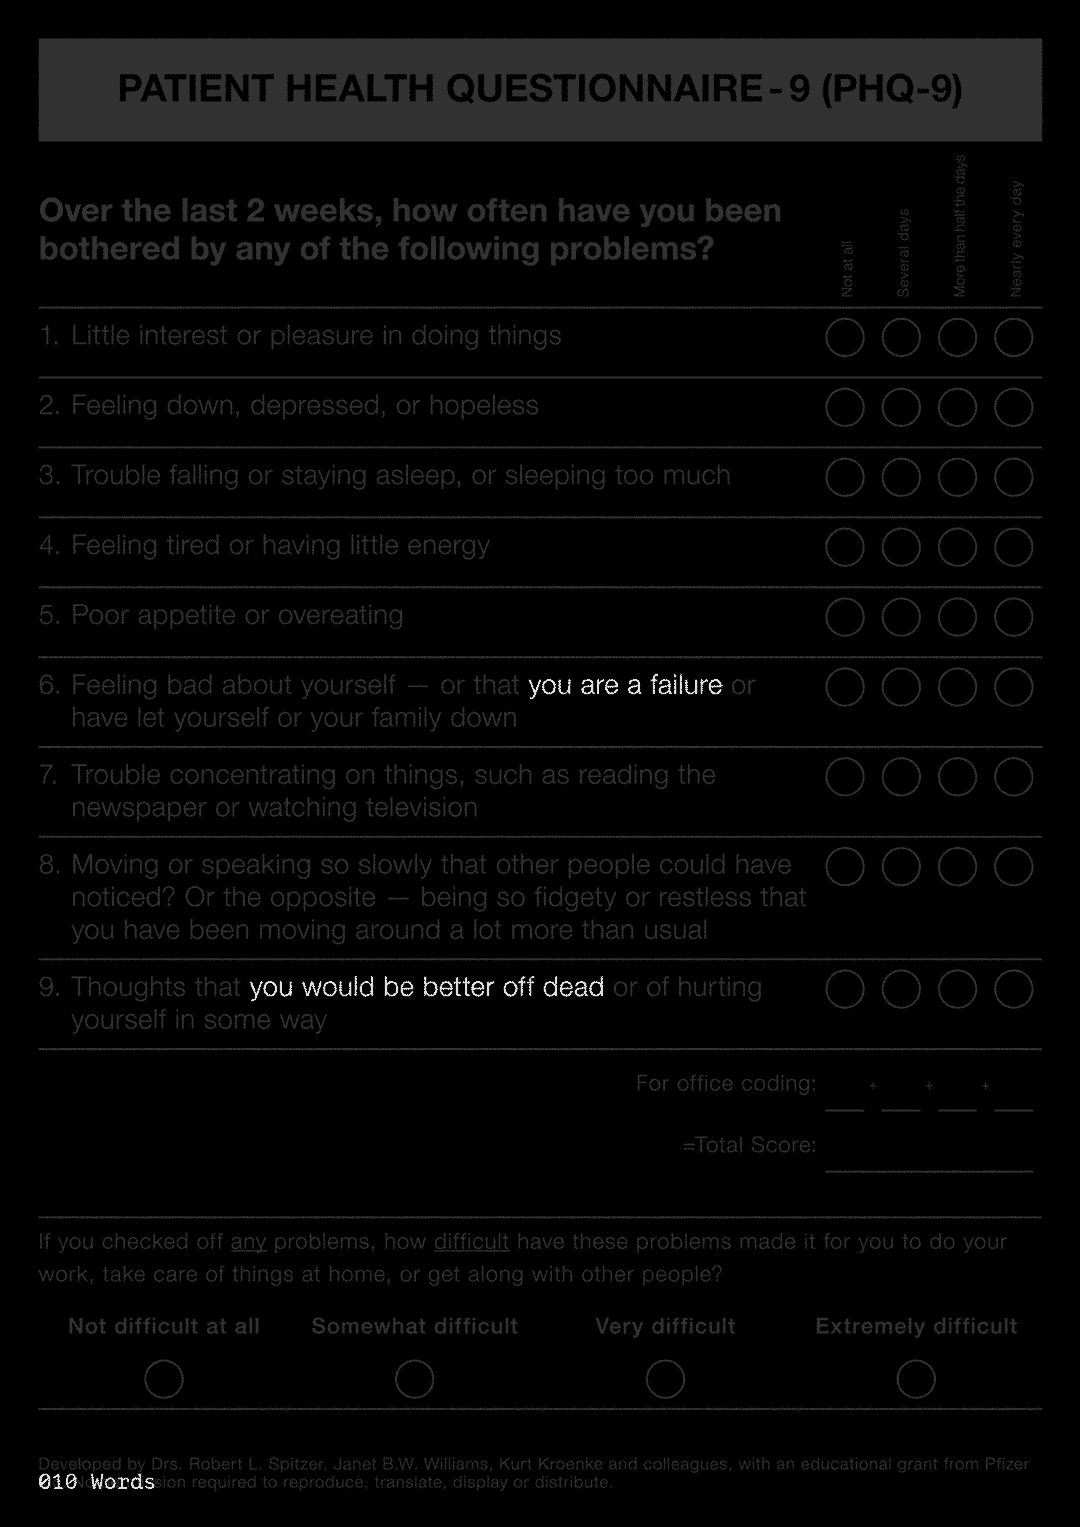 PATIENT HEALTH QUESTIONNAIRE - 9 (PHQ-9)
Over the last 2 weeks, how often have you been
bothered by any of the following problems?
Not at all
Several days
More than half the days
Nearly every day
1. Little interest or pleasure in doing things
2. Feeling down, depressed, or hopeless
3. Trouble falling or staying asleep, or sleeping too much
4. Feeling tired or having little energy
5. Poor appetite or overeating
6. Feeling bad about yourself — or that you are a failure or
have let yourself or your family down
7. Trouble concentrating on things, such as reading the
newspaper or watching television
8. Moving or speaking so slowly that other people could have
noticed? Or the opposite — being so fidgety or restless that
you have been moving around a lot more than usual
9. Thoughts that you would be better off dead or of hurting
yourself in some way
For office coding: + + +
=Total Score:
If you checked off any problems, how difficult have these problems made it for you to do your
work, take care of things at home, or get along with other people?
Not difficult at all Somewhat difficult Very difficult Extremely difficult
Developed by Drs. Robert L. Spitzer, Janet B.W. Williams, Kurt Kroenke and colleagues, with an educational grant from Pfizer
required to reproduce, translate, display or distribute.
010 Words